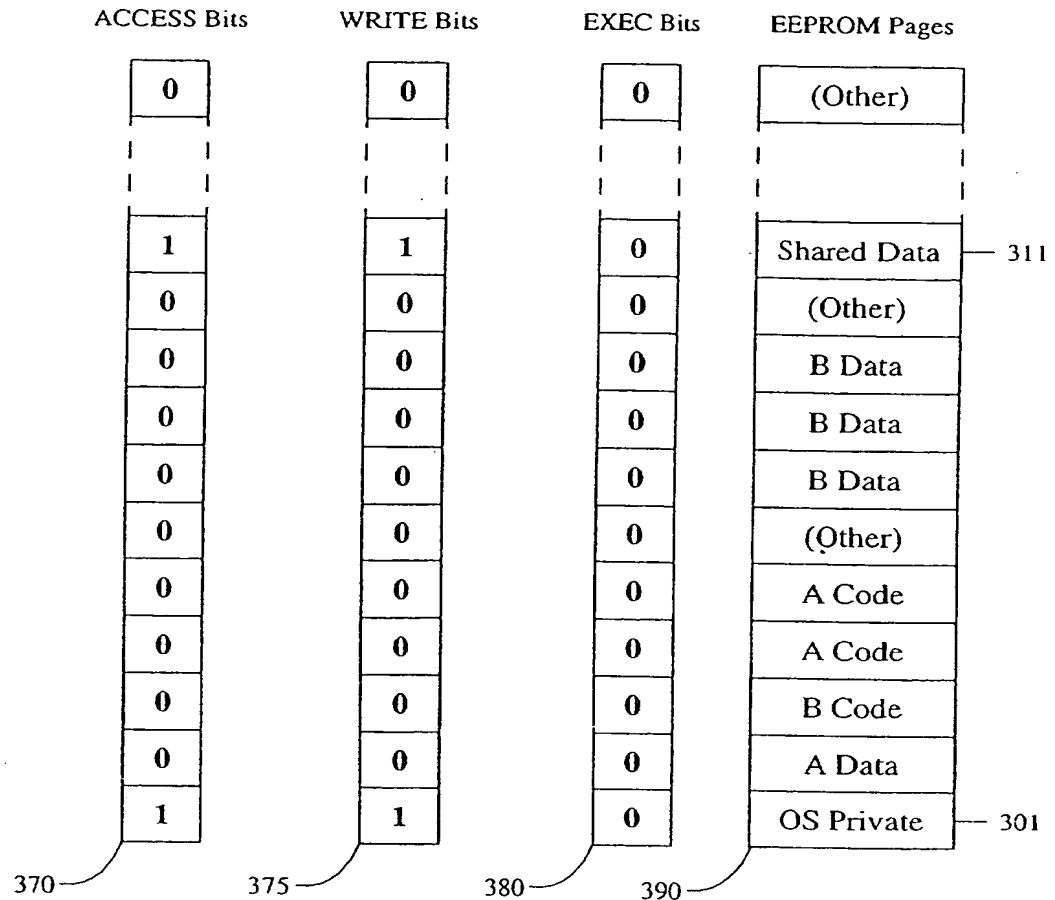 ACCESS Bits WRITE Bits EXEC Bits EEPROM Pages
0 0 0 (Other)
1 1 0 Shared Data 311
0 0 0 (Other)
0 0 0 B Data
0 0 0 B Data
0 0 0 B Data
0 0 0 (Other)
0 0 0 A Code
0 0 0 A Code
0 0 0 B Code
0 0 0 A Data
1 1 0 OS Private 301
370 375 380 390